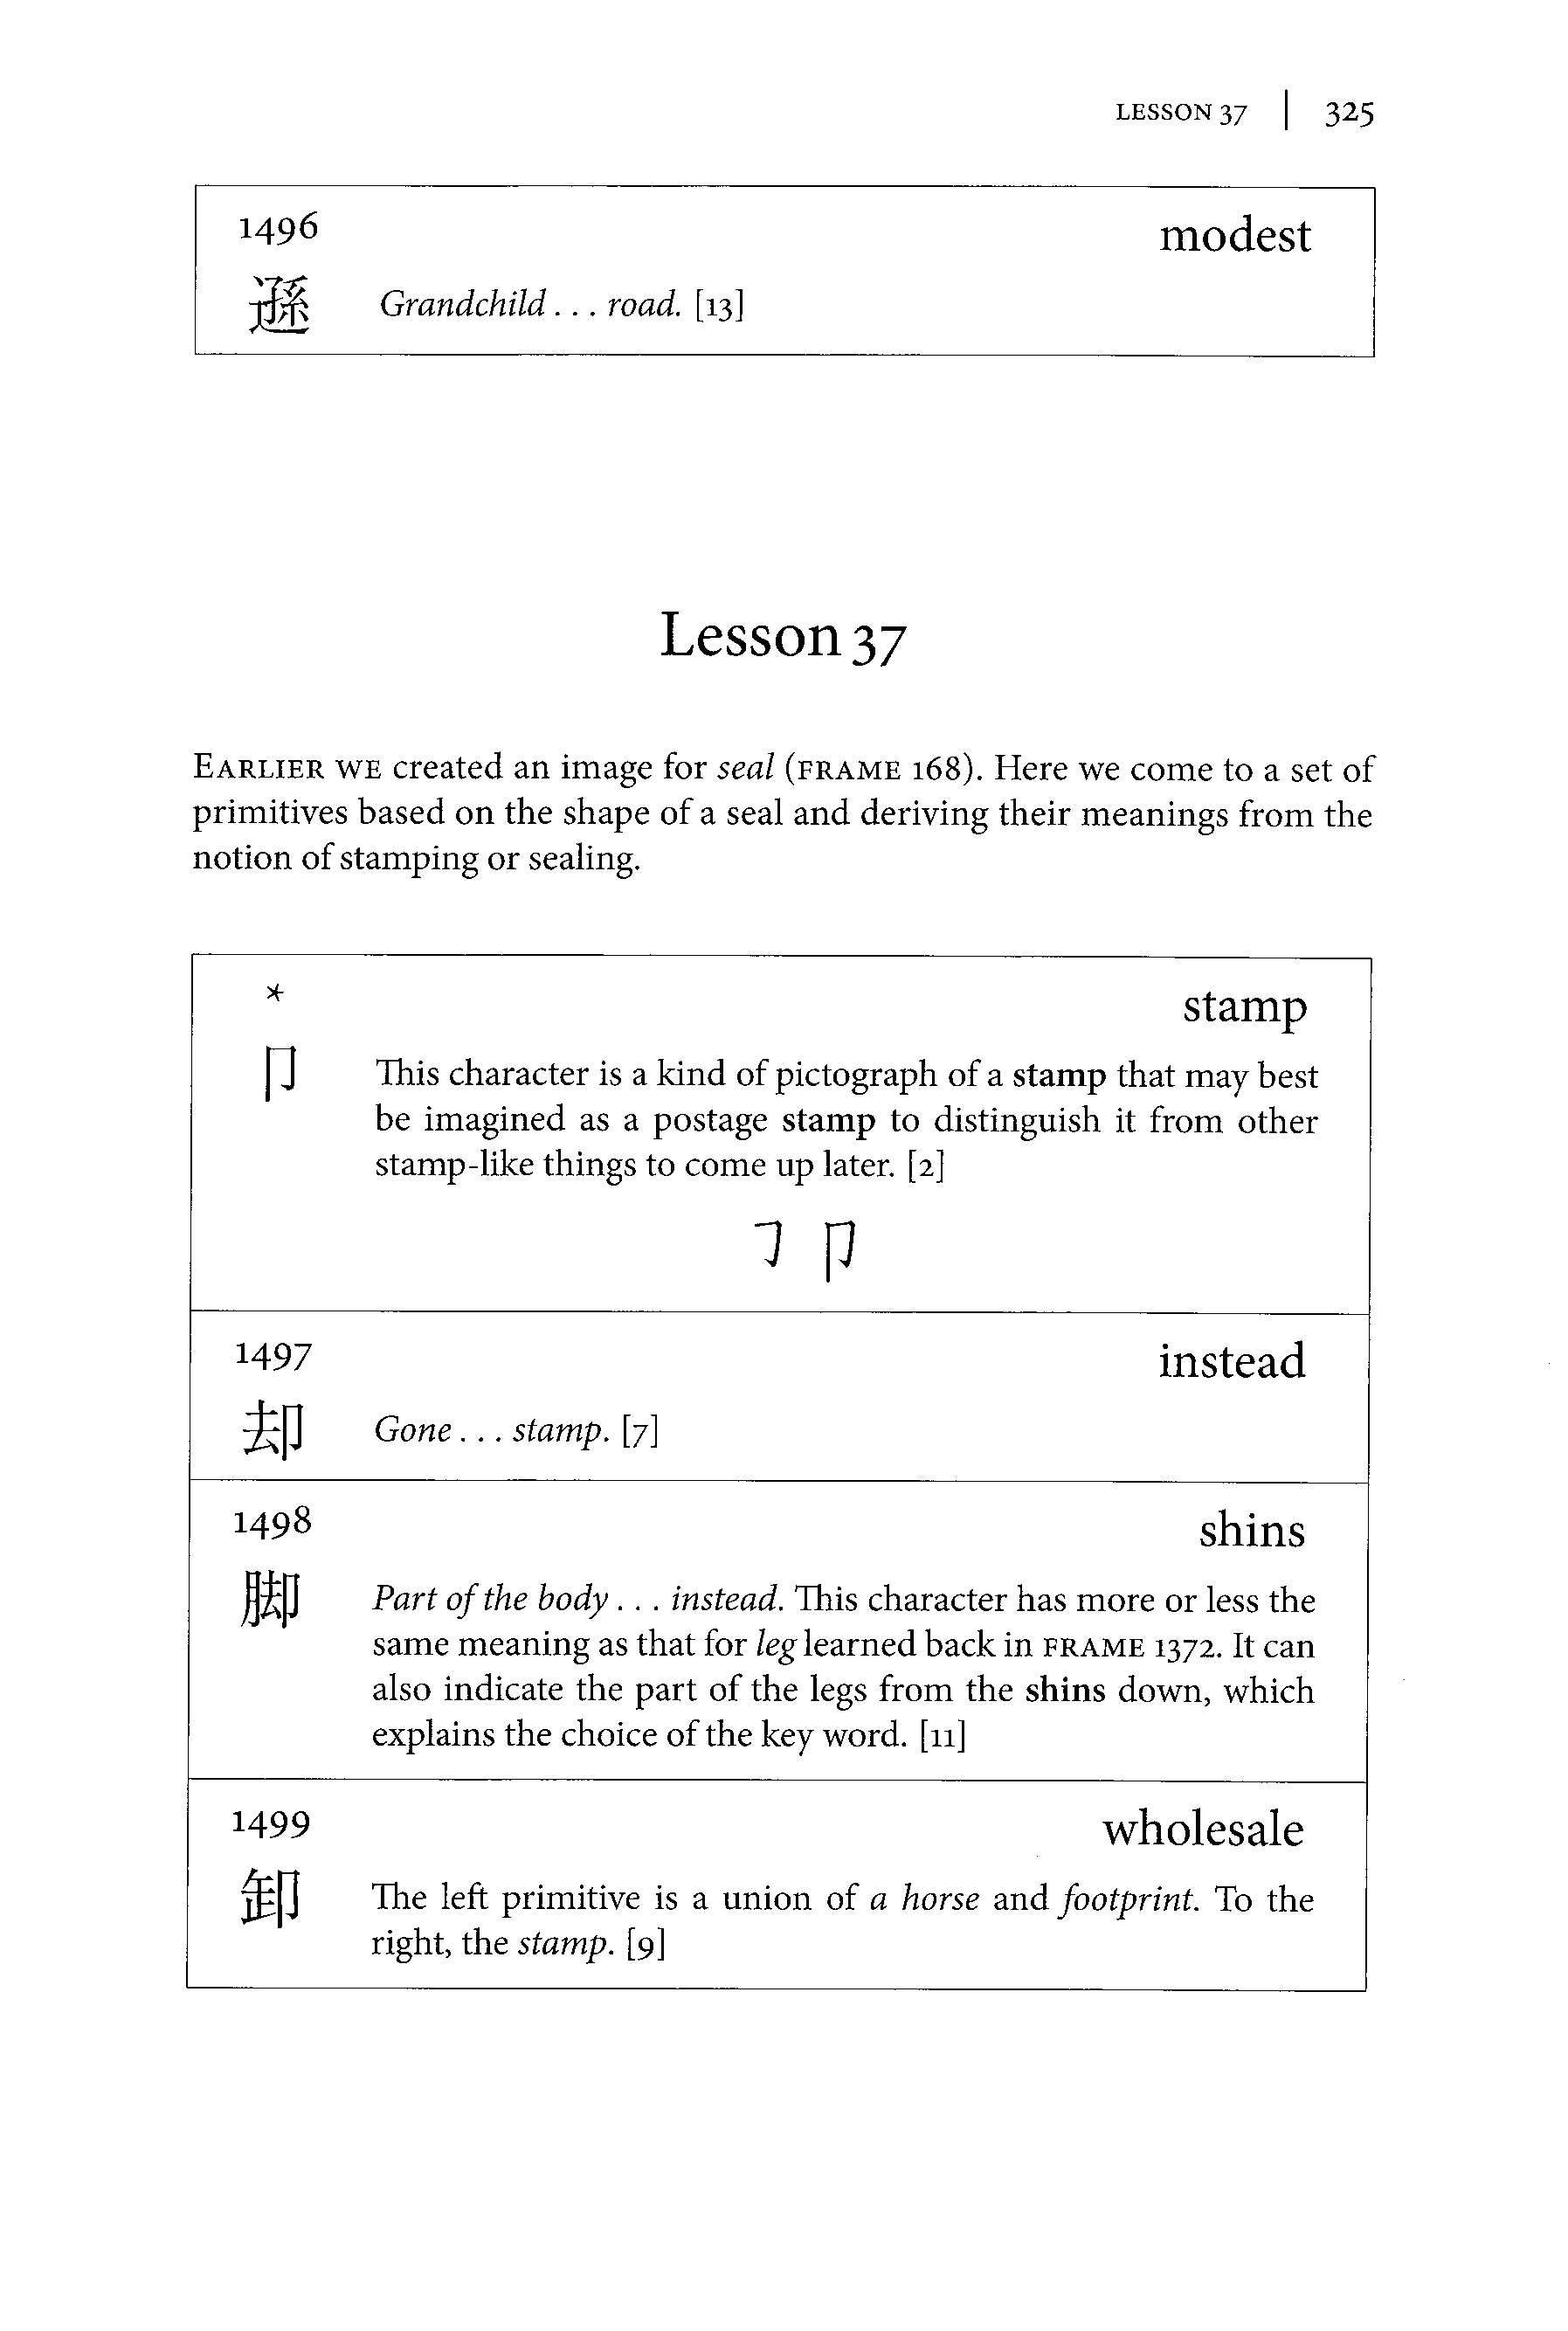 LESSON 37 | 325
1496 modest
遜 Grandchild . . . road. [13]
Lesson 37
EARLIER WE created an image for seal (FRAME 168). Here we come to a set of
primitives based on the shape of a seal and deriving their meanings from the
notion of stamping or sealing.
* stamp
卩 This character is a kind of pictograph of a stamp that may best
be imagined as a postage stamp to distinguish it from other
stamp-like things to come up later. [2]
㇆ 卩
1497 instead
却 Gone . . . stamp. [7]
1498 shins
脚 Part of the body . . . instead. This character has more or less the
same meaning as that for leg learned back in FRAME 1372. It can
also indicate the part of the legs from the shins down, which
explains the choice of the key word. [11]
1499 wholesale
卸 The left primitive is a union of a horse and footprint. To the
right, the stamp. [9]